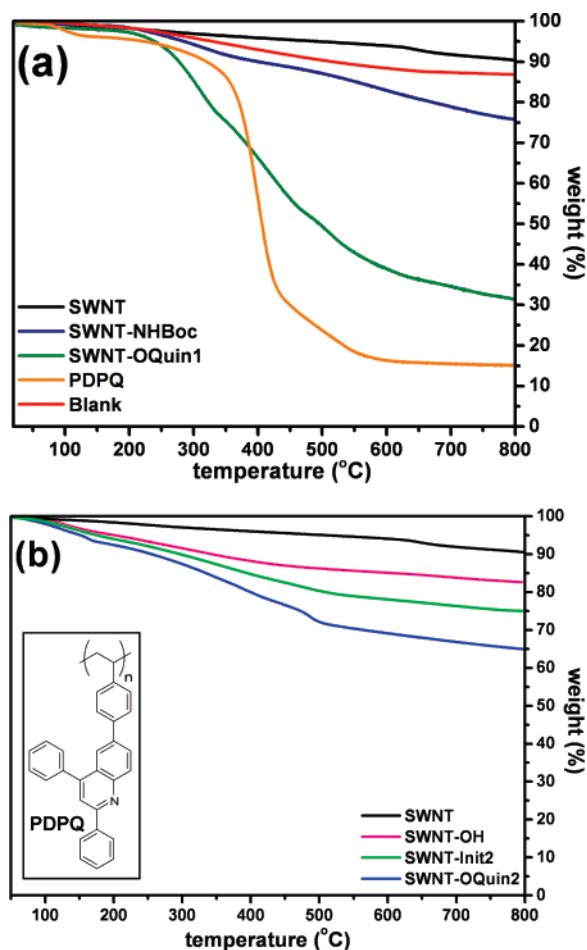 (a)
100
90
80
70
60
50
40
30
20
10
0
weight (%)
SWNT
SWNT-NHBoc
SWNT-OQuin1
PDPQ
Blank
100 200 300 400 500 600 700 800
temperature (°C)
(b)
100
90
80
70
60
50
40
30
20
10
0
weight (%)
n
N
PDPQ
SWNT
SWNT-OH
SWNT-Init2
SWNT-OQuin2
100 200 300 400 500 600 700 800
temperature (°C)